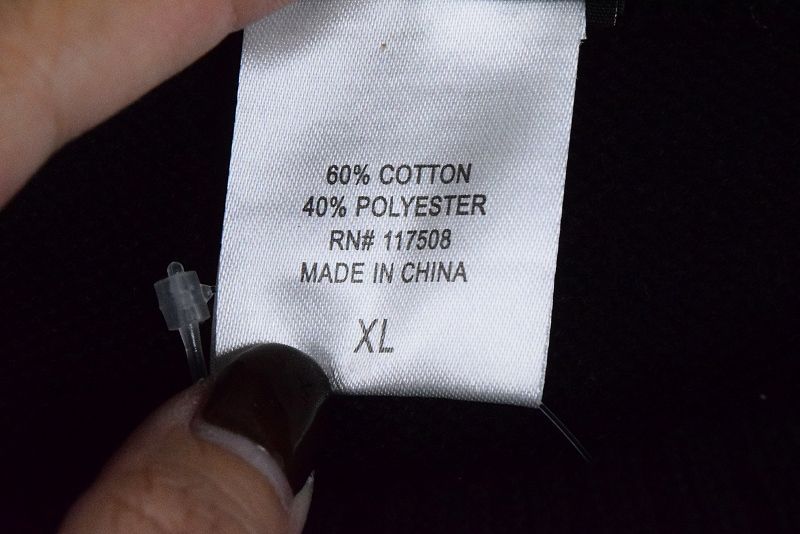 60% COTTON
40% POLYESTER
RN# 117508
MADE IN CHINA
XL